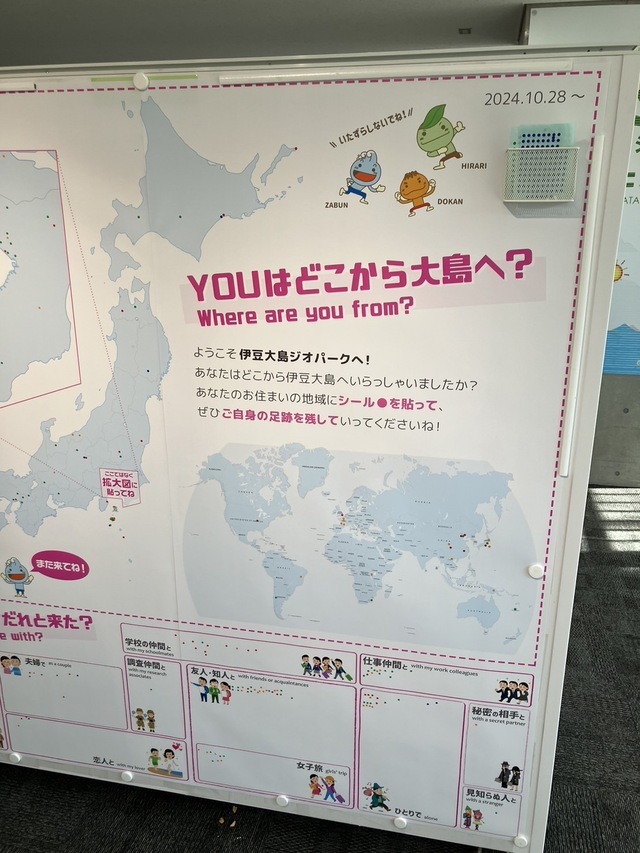 2024.10.28～
いたずらしないでね！
HIRARI
ZABUN
DOKAN
YOUはどこから大島へ？
Where are you from?
ようこそ 伊豆大島ジオパークへ！
あなたはどこから伊豆大島へいらっしゃいましたか？
あなたのお住まいの地域にシール●を貼って、
ぜひご自身の足跡を残していってくださいね！
ここではなく
拡大図に
貼ってね
また来てね！
だれと来た？
e with?
学校の仲間と
with my schoolmates
夫婦で as a couple
調査仲間と
with my research
associates
友人・知人と with friends or acquaintances
仕事仲間と with my work colleagues
秘密の相手と
with a secret partner
恋人と with my
女子旅 girls' trip
ひとりで alone
見知らぬ人と
with a stranger